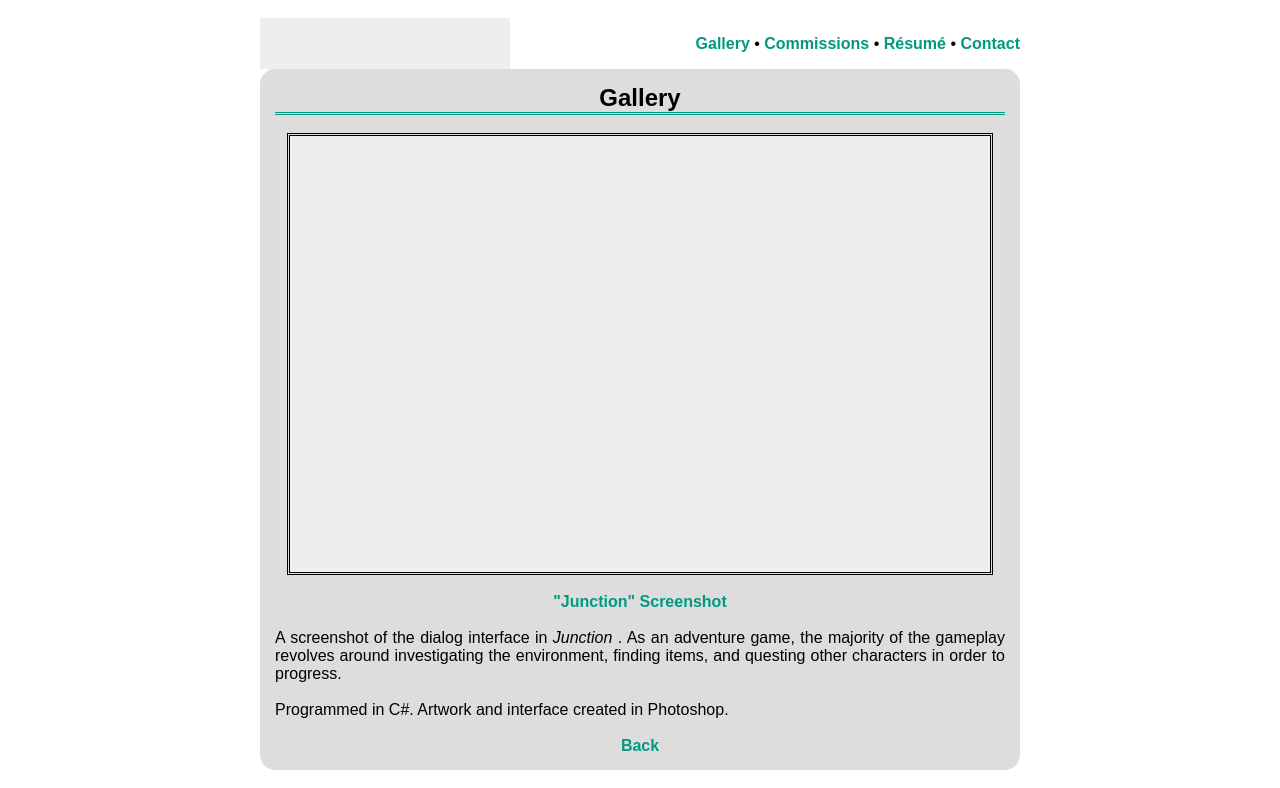 Gallery • Commissions • Résumé • Contact
Gallery
"Junction" Screenshot
A screenshot of the dialog interface in Junction . As an adventure game, the majority of the gameplay
revolves around investigating the environment, finding items, and questing other characters in order to
progress.
Programmed in C#. Artwork and interface created in Photoshop.
Back